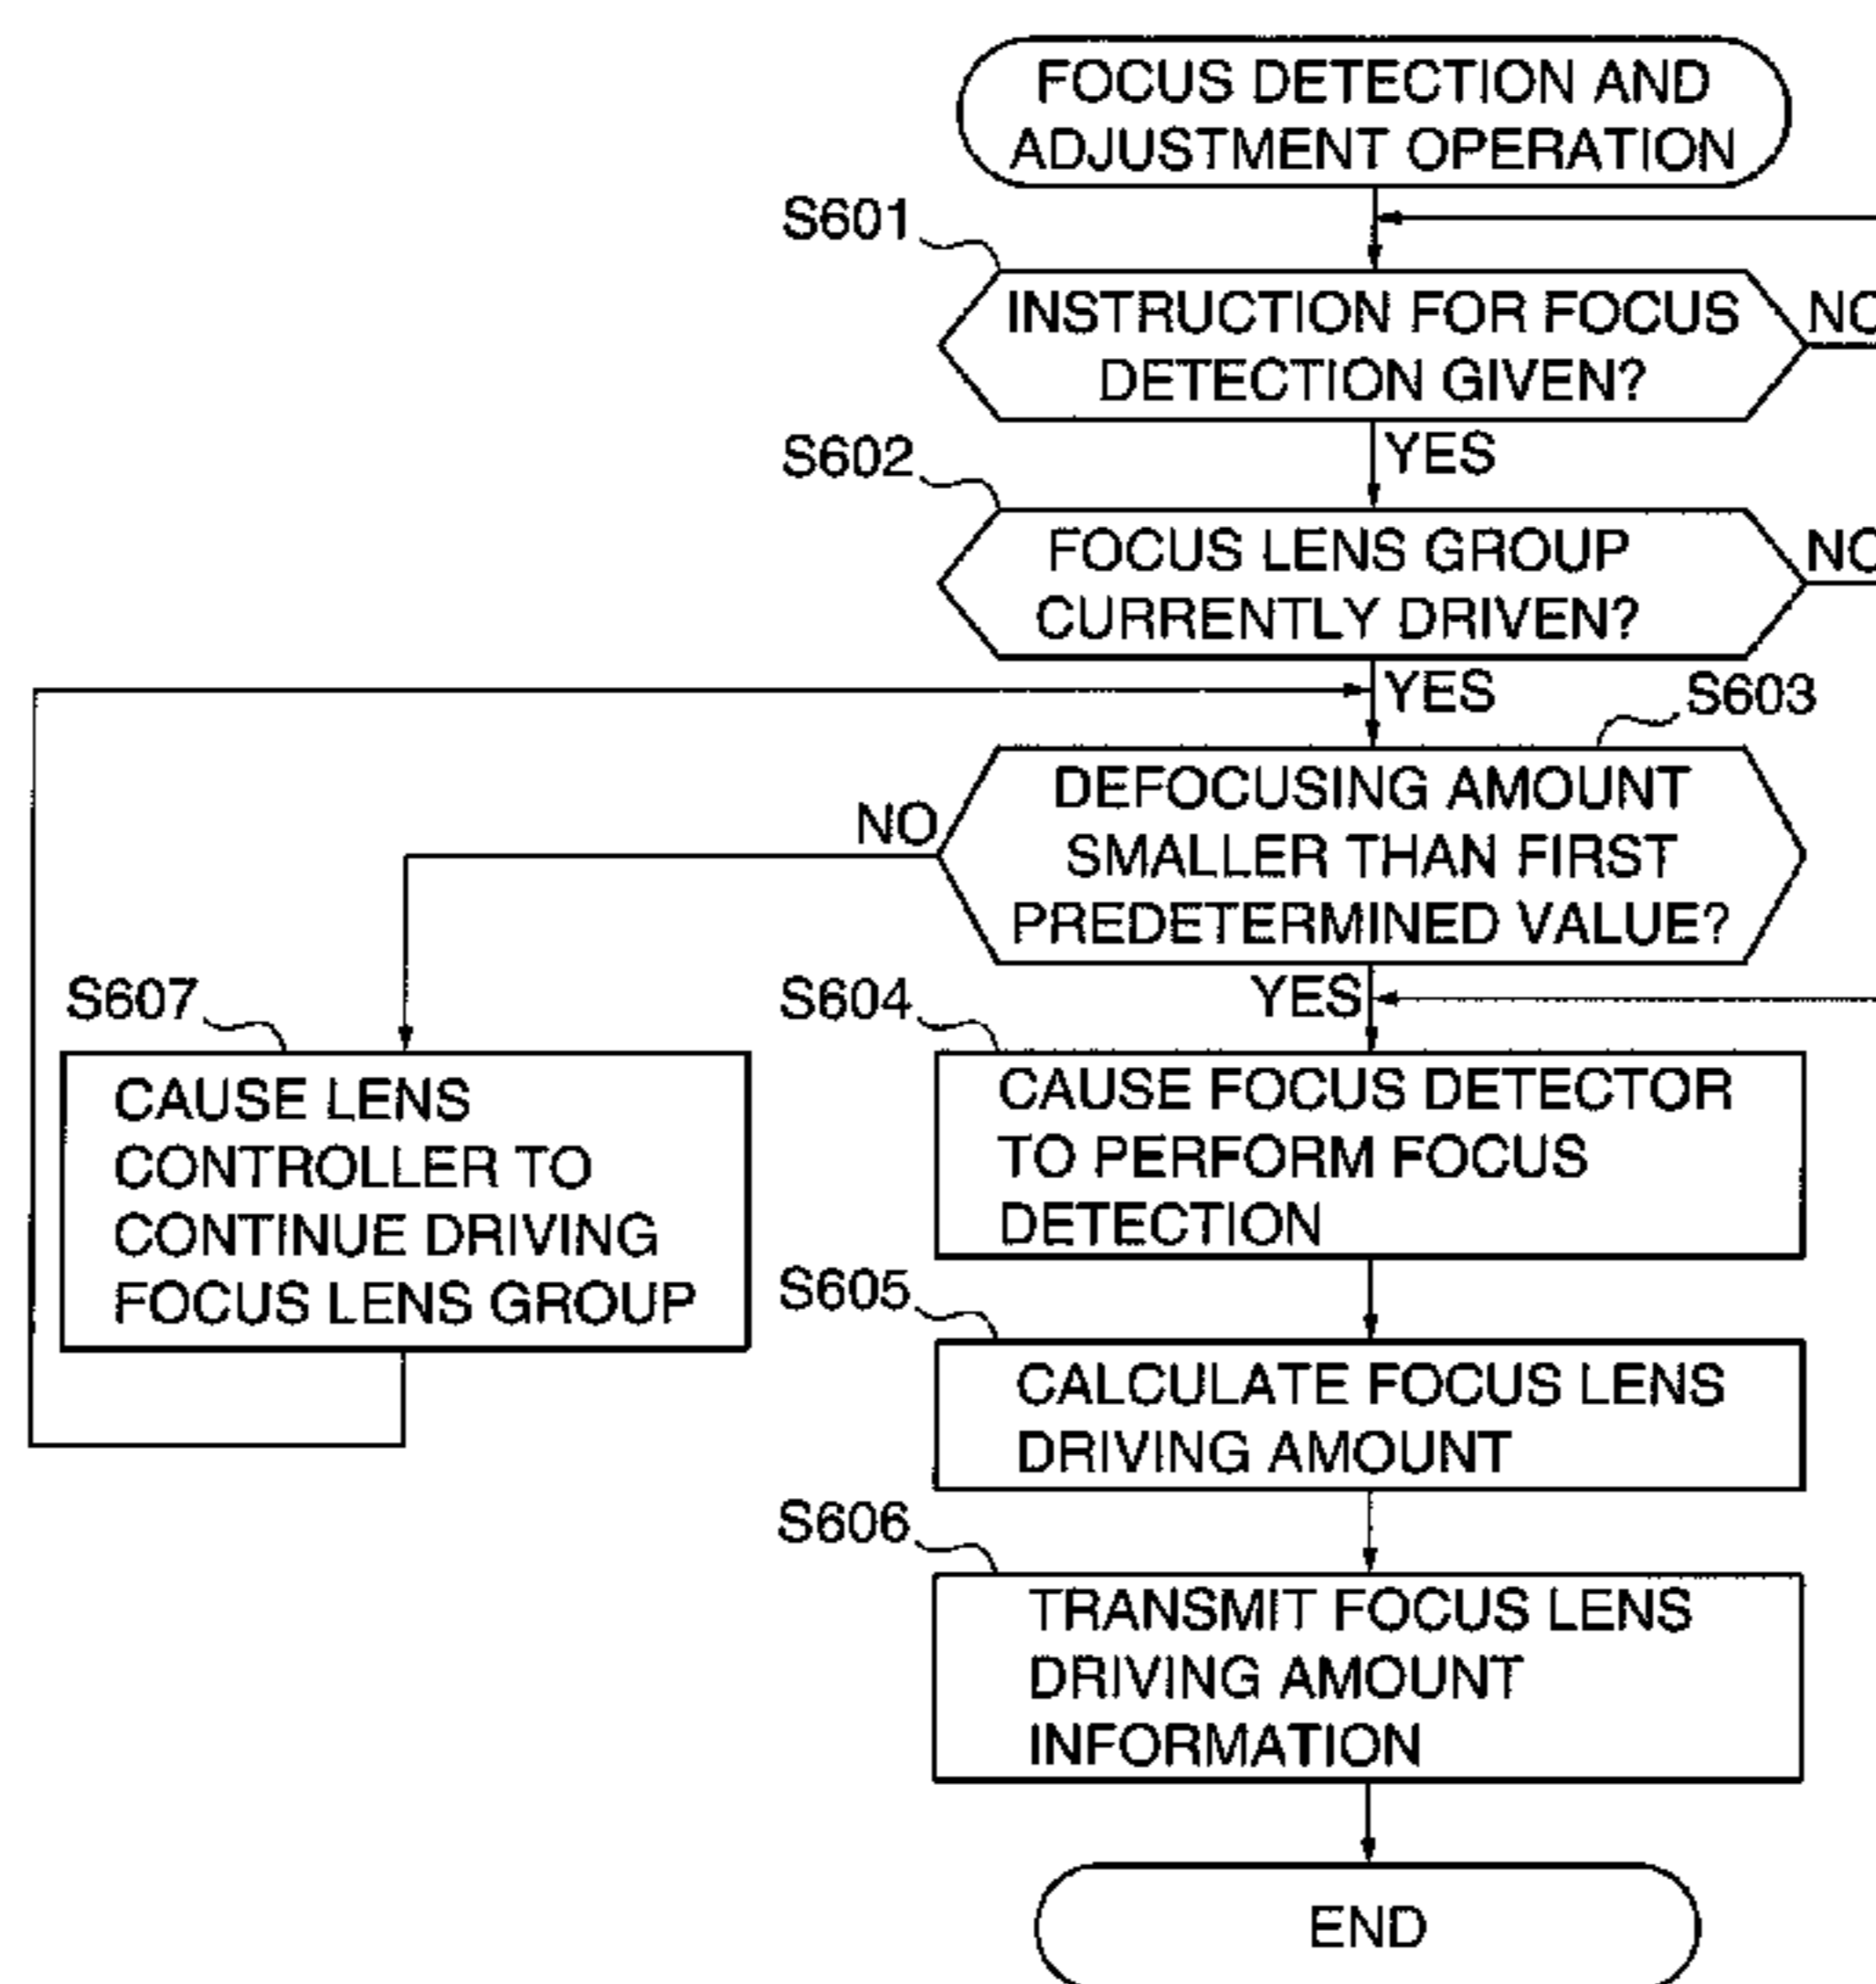 FOCUS DETECTION AND
ADJUSTMENT OPERATION
S601
INSTRUCTION FOR FOCUS
DETECTION GIVEN?
NO
YES
S602
FOCUS LENS GROUP
CURRENTLY DRIVEN?
NO
YES
S603
DEFOCUSING AMOUNT
SMALLER THAN FIRST
PREDETERMINED VALUE?
NO
YES
S607
CAUSE LENS
CONTROLLER TO
CONTINUE DRIVING
FOCUS LENS GROUP
S604
CAUSE FOCUS DETECTOR
TO PERFORM FOCUS
DETECTION
S605
CALCULATE FOCUS LENS
DRIVING AMOUNT
S606
TRANSMIT FOCUS LENS
DRIVING AMOUNT
INFORMATION
END